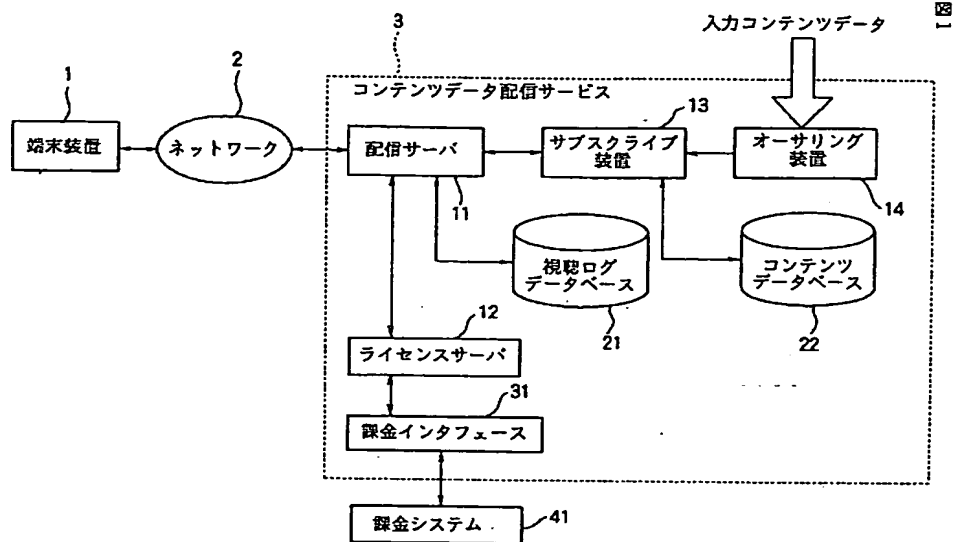 図1
入力コンテンツデータ
3
コンテンツデータ配信サービス
1
端末装置
2
ネットワーク
配信サーバ
11
13
サブスクライブ
装置
オーサリング
装置
14
視聴ログ
データベース
21
コンテンツ
データベース
22
12
ライセンスサーバ
31
課金インタフェース
課金システム
41